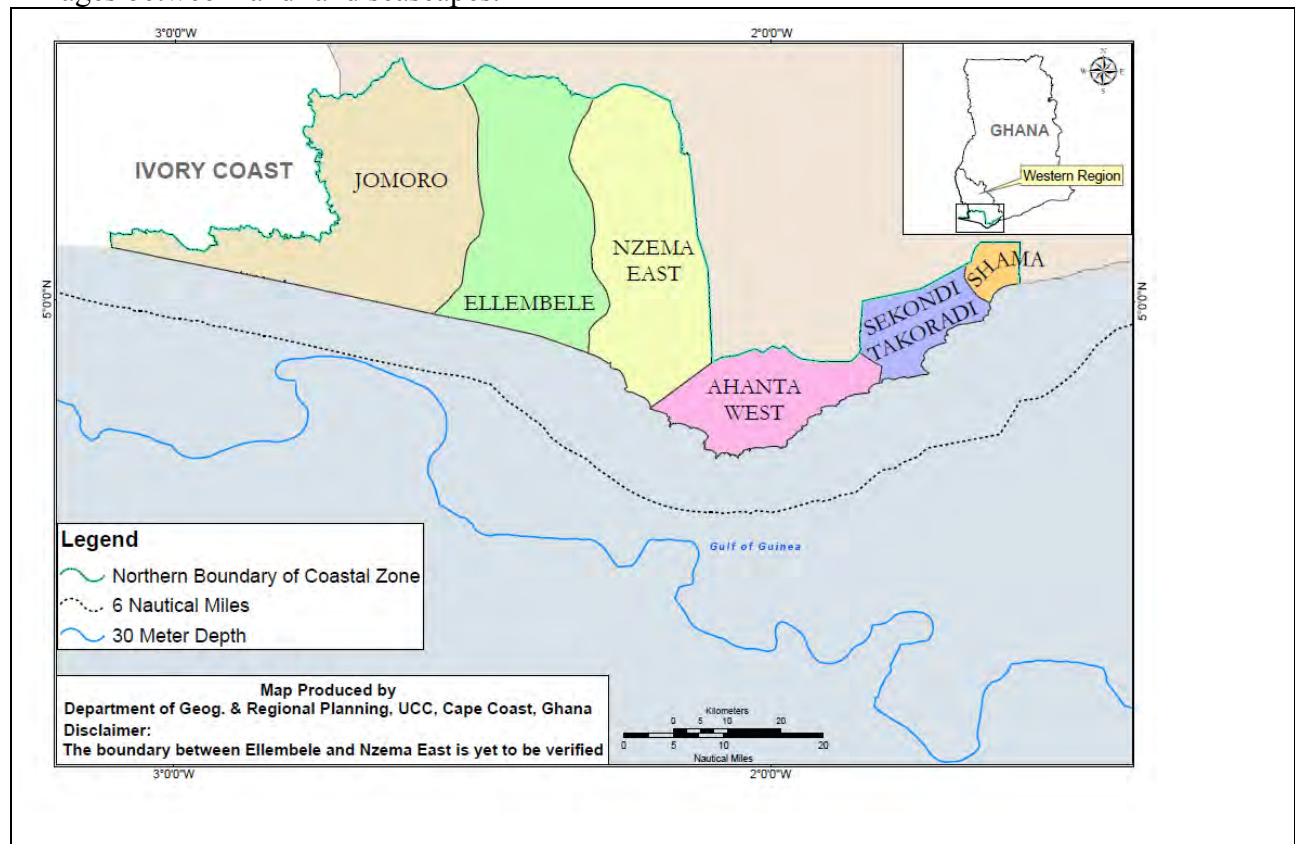 3°0'0"W
2°0'0"W
N
W
E
S
GHANA
Western Region
IVORY COAST
JOMORO
NZEMA
EAST
ELLEMBELE
SHAMA
SEKONDI
TAKORADI
AHANTA
WEST
5°0'0"N
5°0'0"N
Gulf of Guinea
Legend
Northern Boundary of Coastal Zone
6 Nautical Miles
30 Meter Depth
Map Produced by
Department of Geog. & Regional Planning, UCC, Cape Coast, Ghana
Disclaimer:
The boundary between Ellembele and Nzema East is yet to be verified
Kilometers
0 5 10 20
0 5 10 20
Nautical Miles
3°0'0"W
2°0'0"W